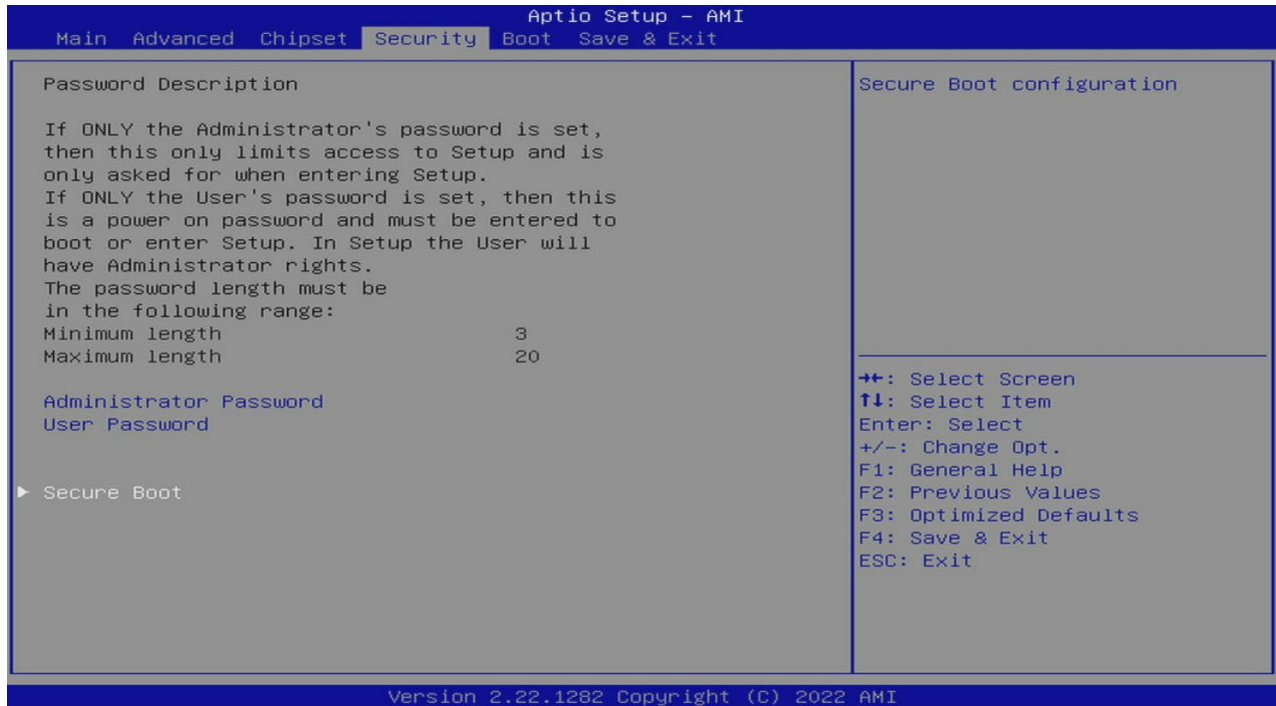 Aptio Setup – AMI
Main Advanced Chipset Security Boot Save & Exit
Password Description
If ONLY the Administrator's password is set,
then this only limits access to Setup and is
only asked for when entering Setup.
If ONLY the User's password is set, then this
is a power on password and must be entered to
boot or enter Setup. In Setup the User will
have Administrator rights.
The password length must be
in the following range:
Minimum length 3
Maximum length 20
Administrator Password
User Password
► Secure Boot
Secure Boot configuration
→←: Select Screen
↑↓: Select Item
Enter: Select
+/-: Change Opt.
F1: General Help
F2: Previous Values
F3: Optimized Defaults
F4: Save & Exit
ESC: Exit
Version 2.22.1282 Copyright (C) 2022 AMI